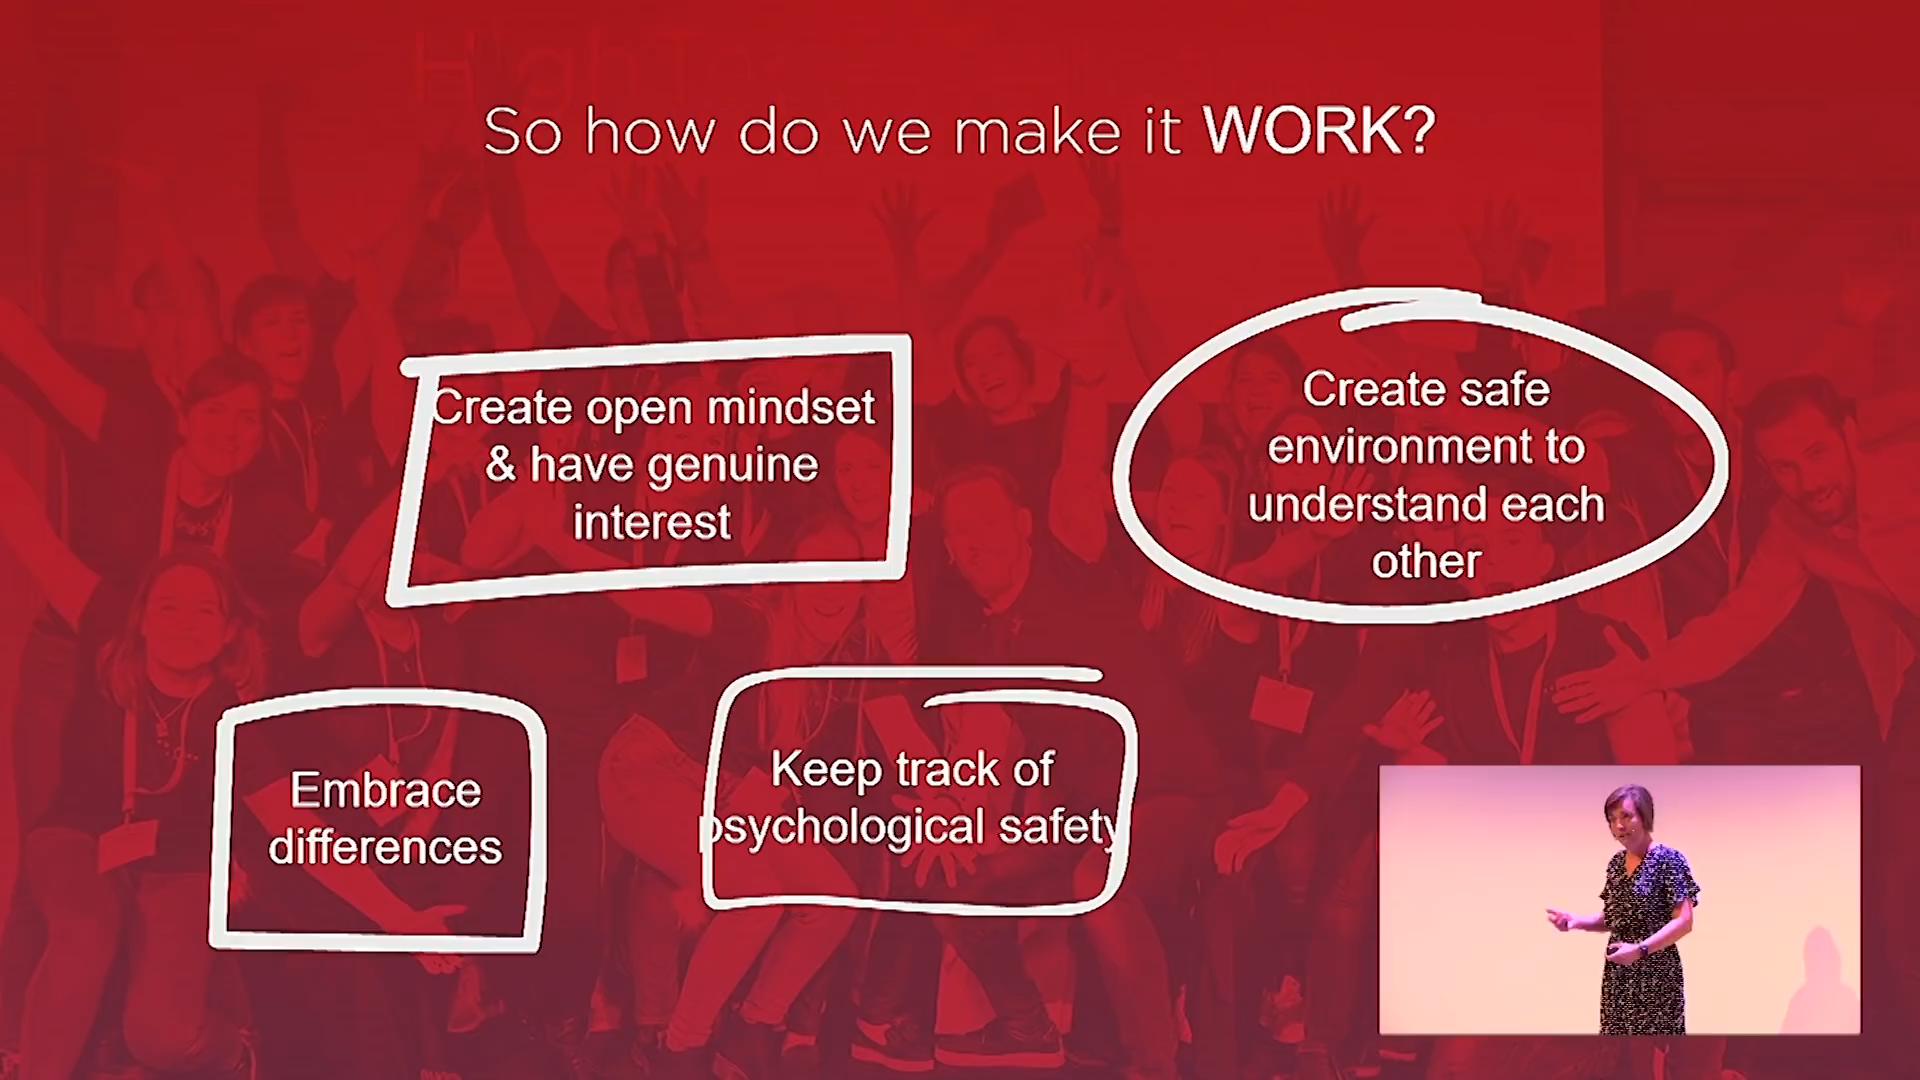 So how do we make it WORK?
Create open mindset
& have genuine
interest
Create safe
environment to
understand each
other
Embrace
differences
Keep track of
psychological safety